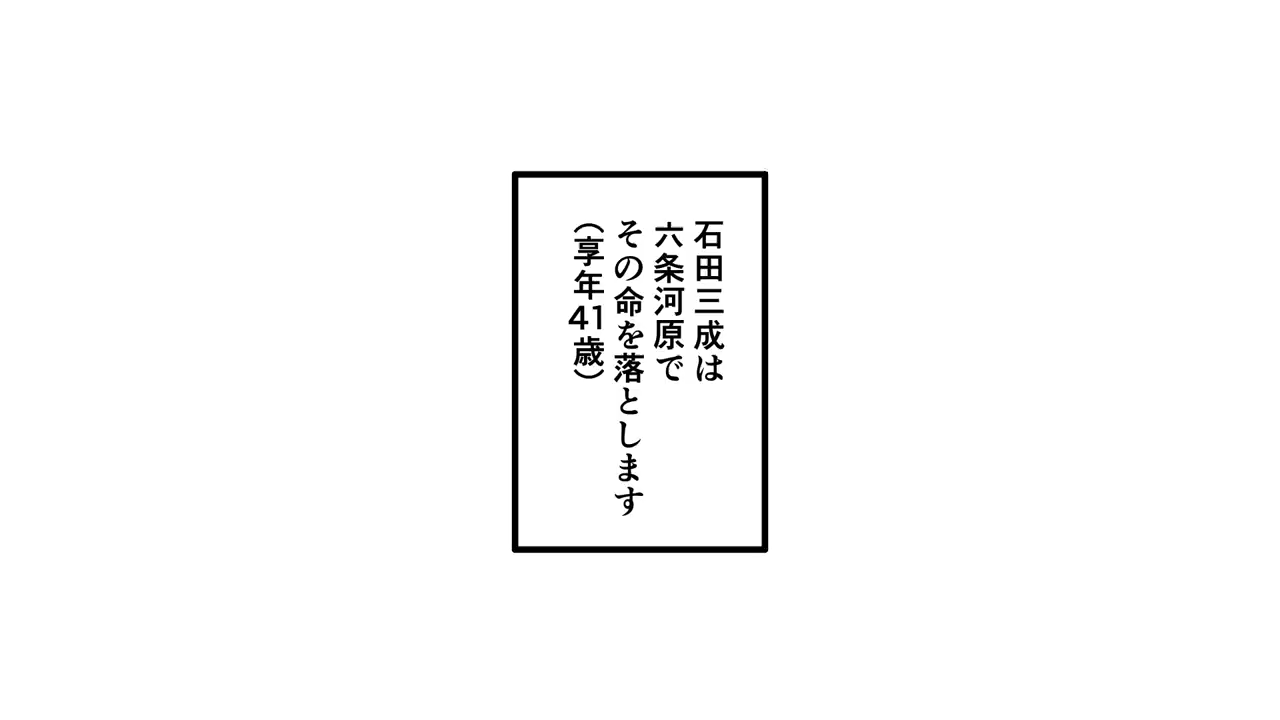 石田三成は
六条河原で
その命を落とします
（享年41歳）